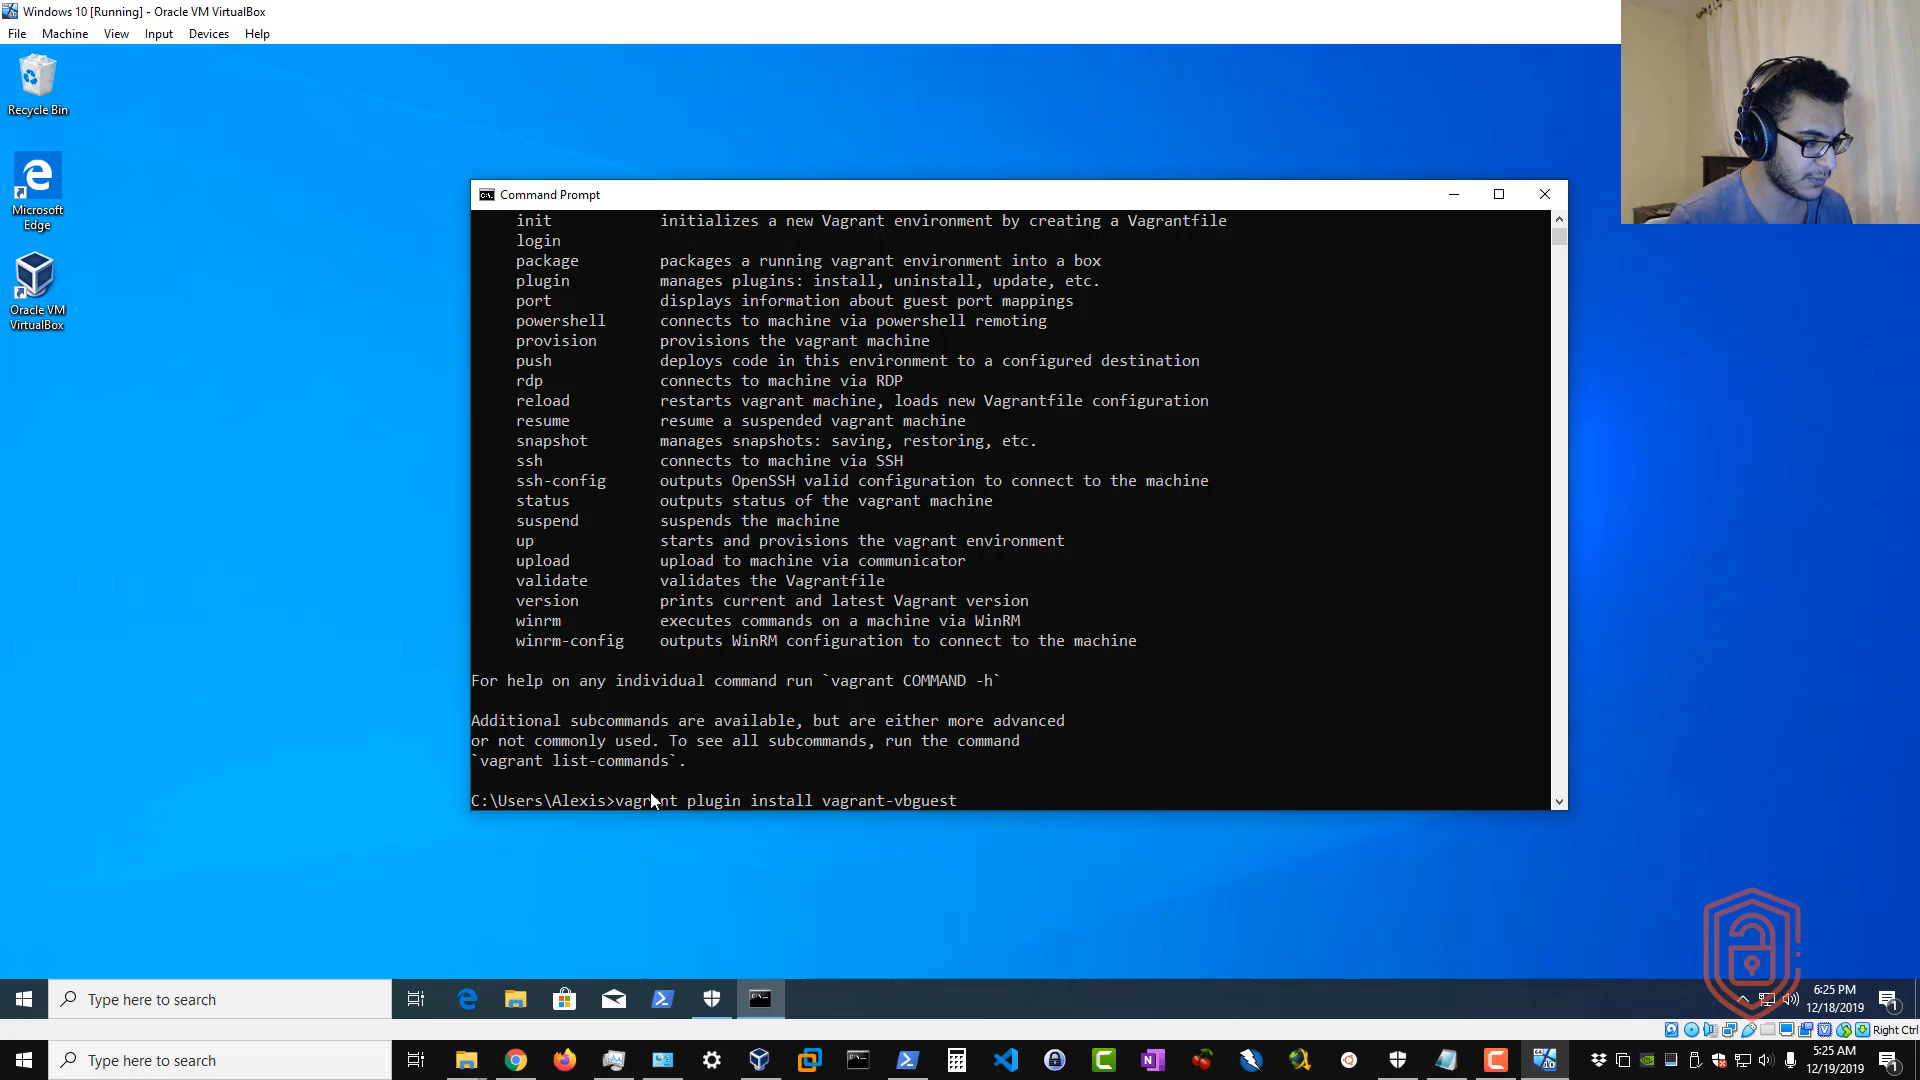 Windows 10 [Running] - Oracle VM VirtualBox
File Machine View Input Devices Help
Recycle Bin
Microsoft
Edge
Oracle VM
VirtualBox
Command Prompt
init initializes a new Vagrant environment by creating a Vagrantfile
login
package packages a running vagrant environment into a box
plugin manages plugins: install, uninstall, update, etc.
port displays information about guest port mappings
powershell connects to machine via powershell remoting
provision provisions the vagrant machine
push deploys code in this environment to a configured destination
rdp connects to machine via RDP
reload restarts vagrant machine, loads new Vagrantfile configuration
resume resume a suspended vagrant machine
snapshot manages snapshots: saving, restoring, etc.
ssh connects to machine via SSH
ssh-config outputs OpenSSH valid configuration to connect to the machine
status outputs status of the vagrant machine
suspend suspends the machine
up starts and provisions the vagrant environment
upload upload to machine via communicator
validate validates the Vagrantfile
version prints current and latest Vagrant version
winrm executes commands on a machine via WinRM
winrm-config outputs WinRM configuration to connect to the machine
For help on any individual command run `vagrant COMMAND -h`
Additional subcommands are available, but are either more advanced
or not commonly used. To see all subcommands, run the command
`vagrant list-commands`.
C:\Users\Alexis>vagrant plugin install vagrant-vbguest
Type here to search
6:25 PM
12/18/2019
Right Ctrl
Type here to search
5:25 AM
12/19/2019